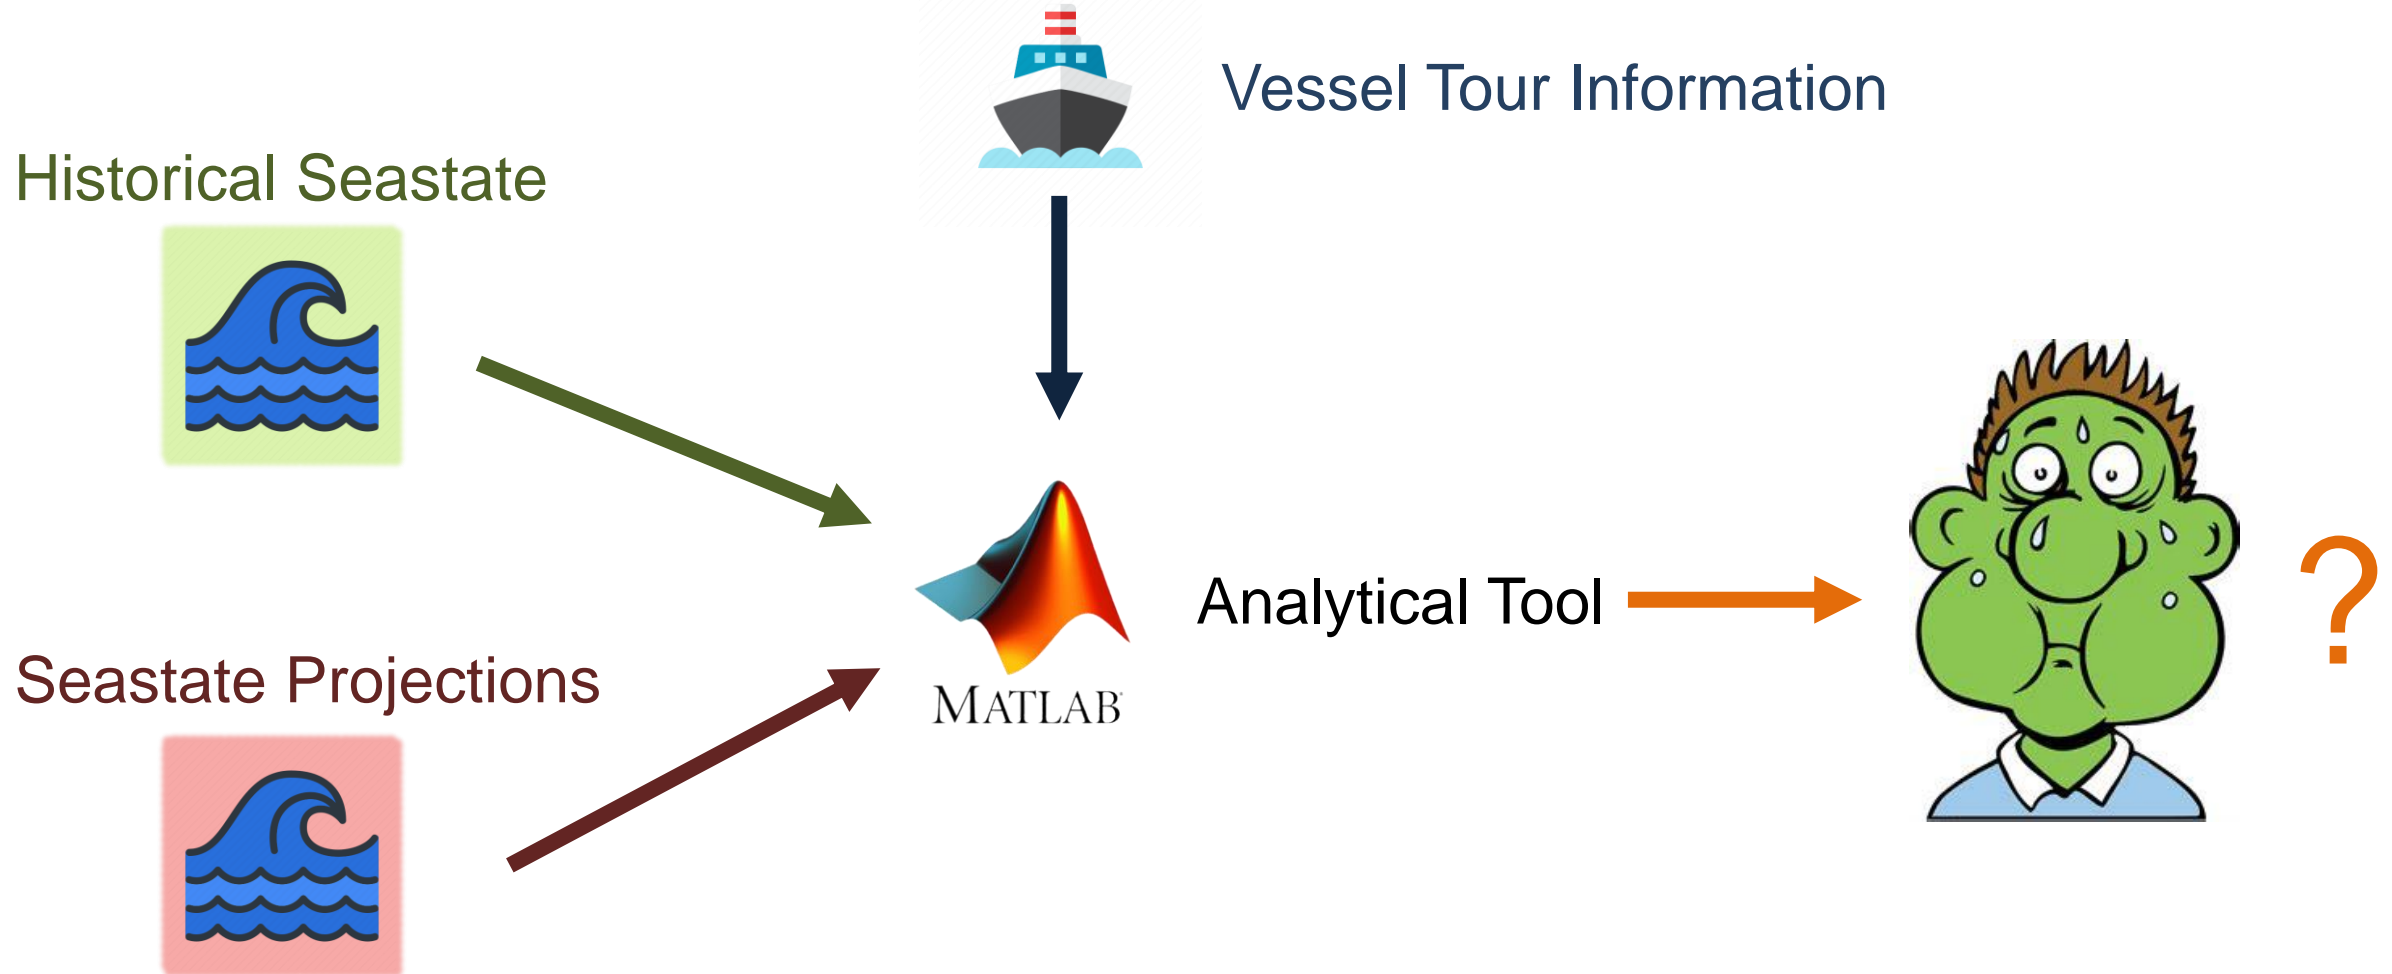 Vessel Tour Information
Historical Seastate
Analytical Tool
?
Seastate Projections
MATLAB